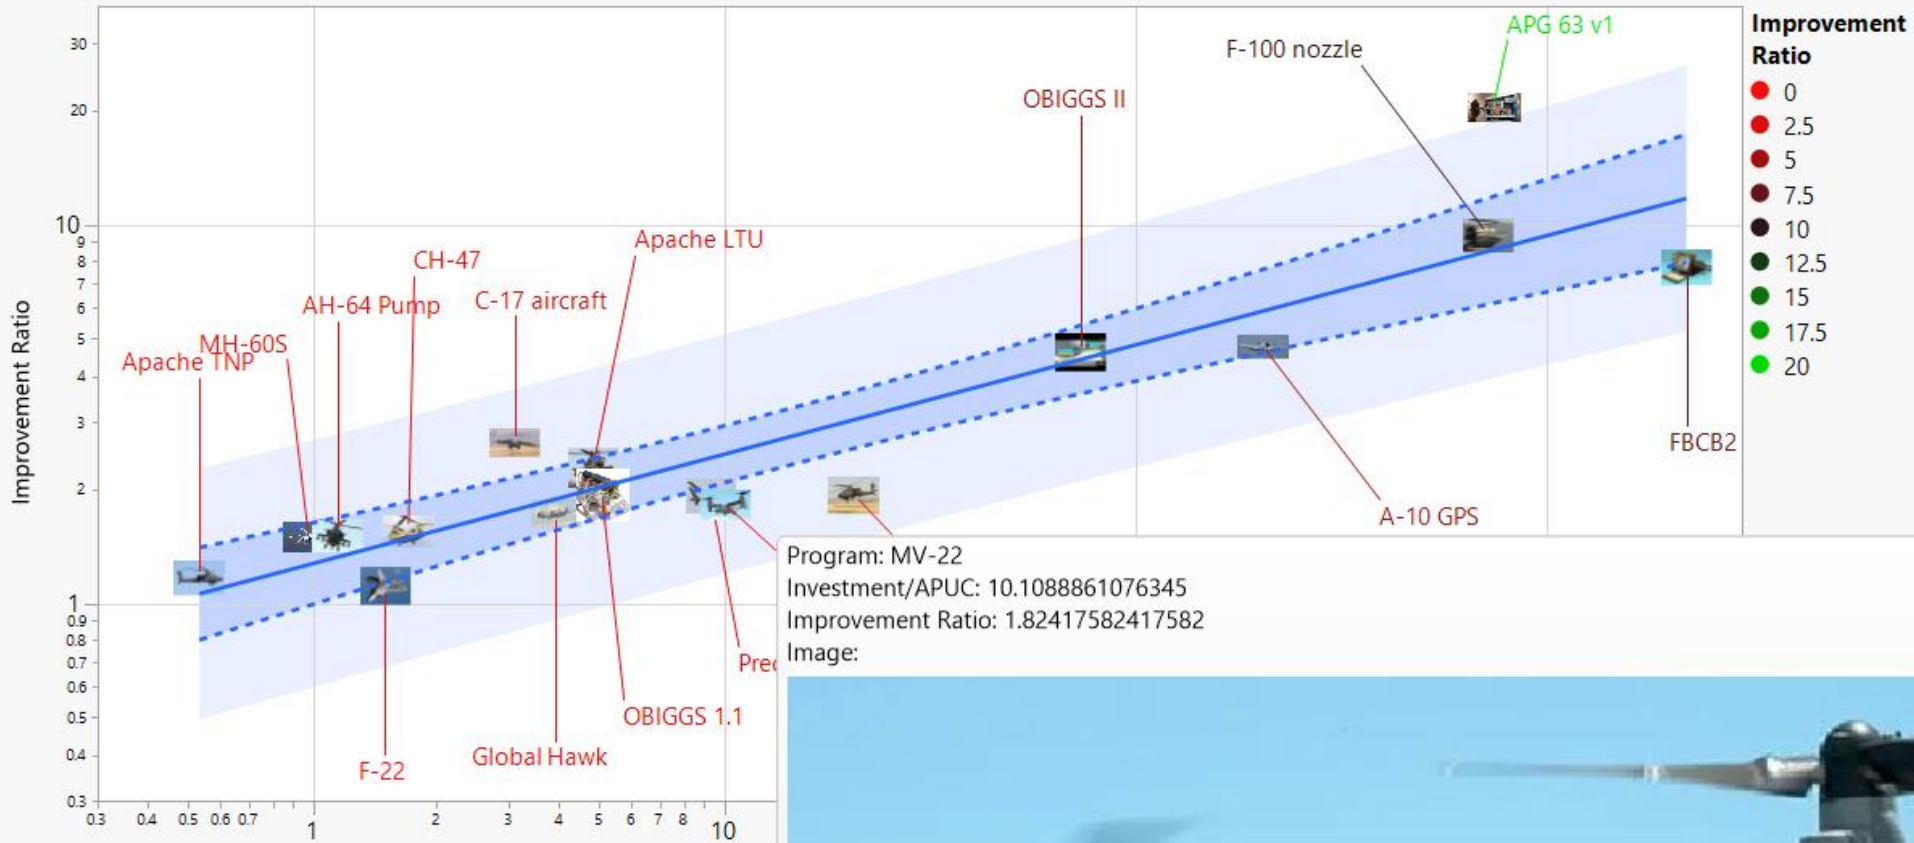 APG 63 v1
F-100 nozzle
OBIGGS II
Apache LTU
CH-47
C-17 aircraft
AH-64 Pump
MH-60S
Apache TNP
FBCB2
A-10 GPS
OBIGGS 1.1
Global Hawk
F-22
Improvement Ratio
30
20
10
9
8
7
6
5
4
3
2
1
0.9
0.8
0.7
0.6
0.5
0.4
0.3
0.3 0.4 0.5 0.6 0.7 1 2 3 4 5 6 7 8 10
Improvement
Ratio
0
2.5
5
7.5
10
12.5
15
17.5
20
Program: MV-22
Investment/APUC: 10.1088861076345
Improvement Ratio: 1.82417582417582
Image: